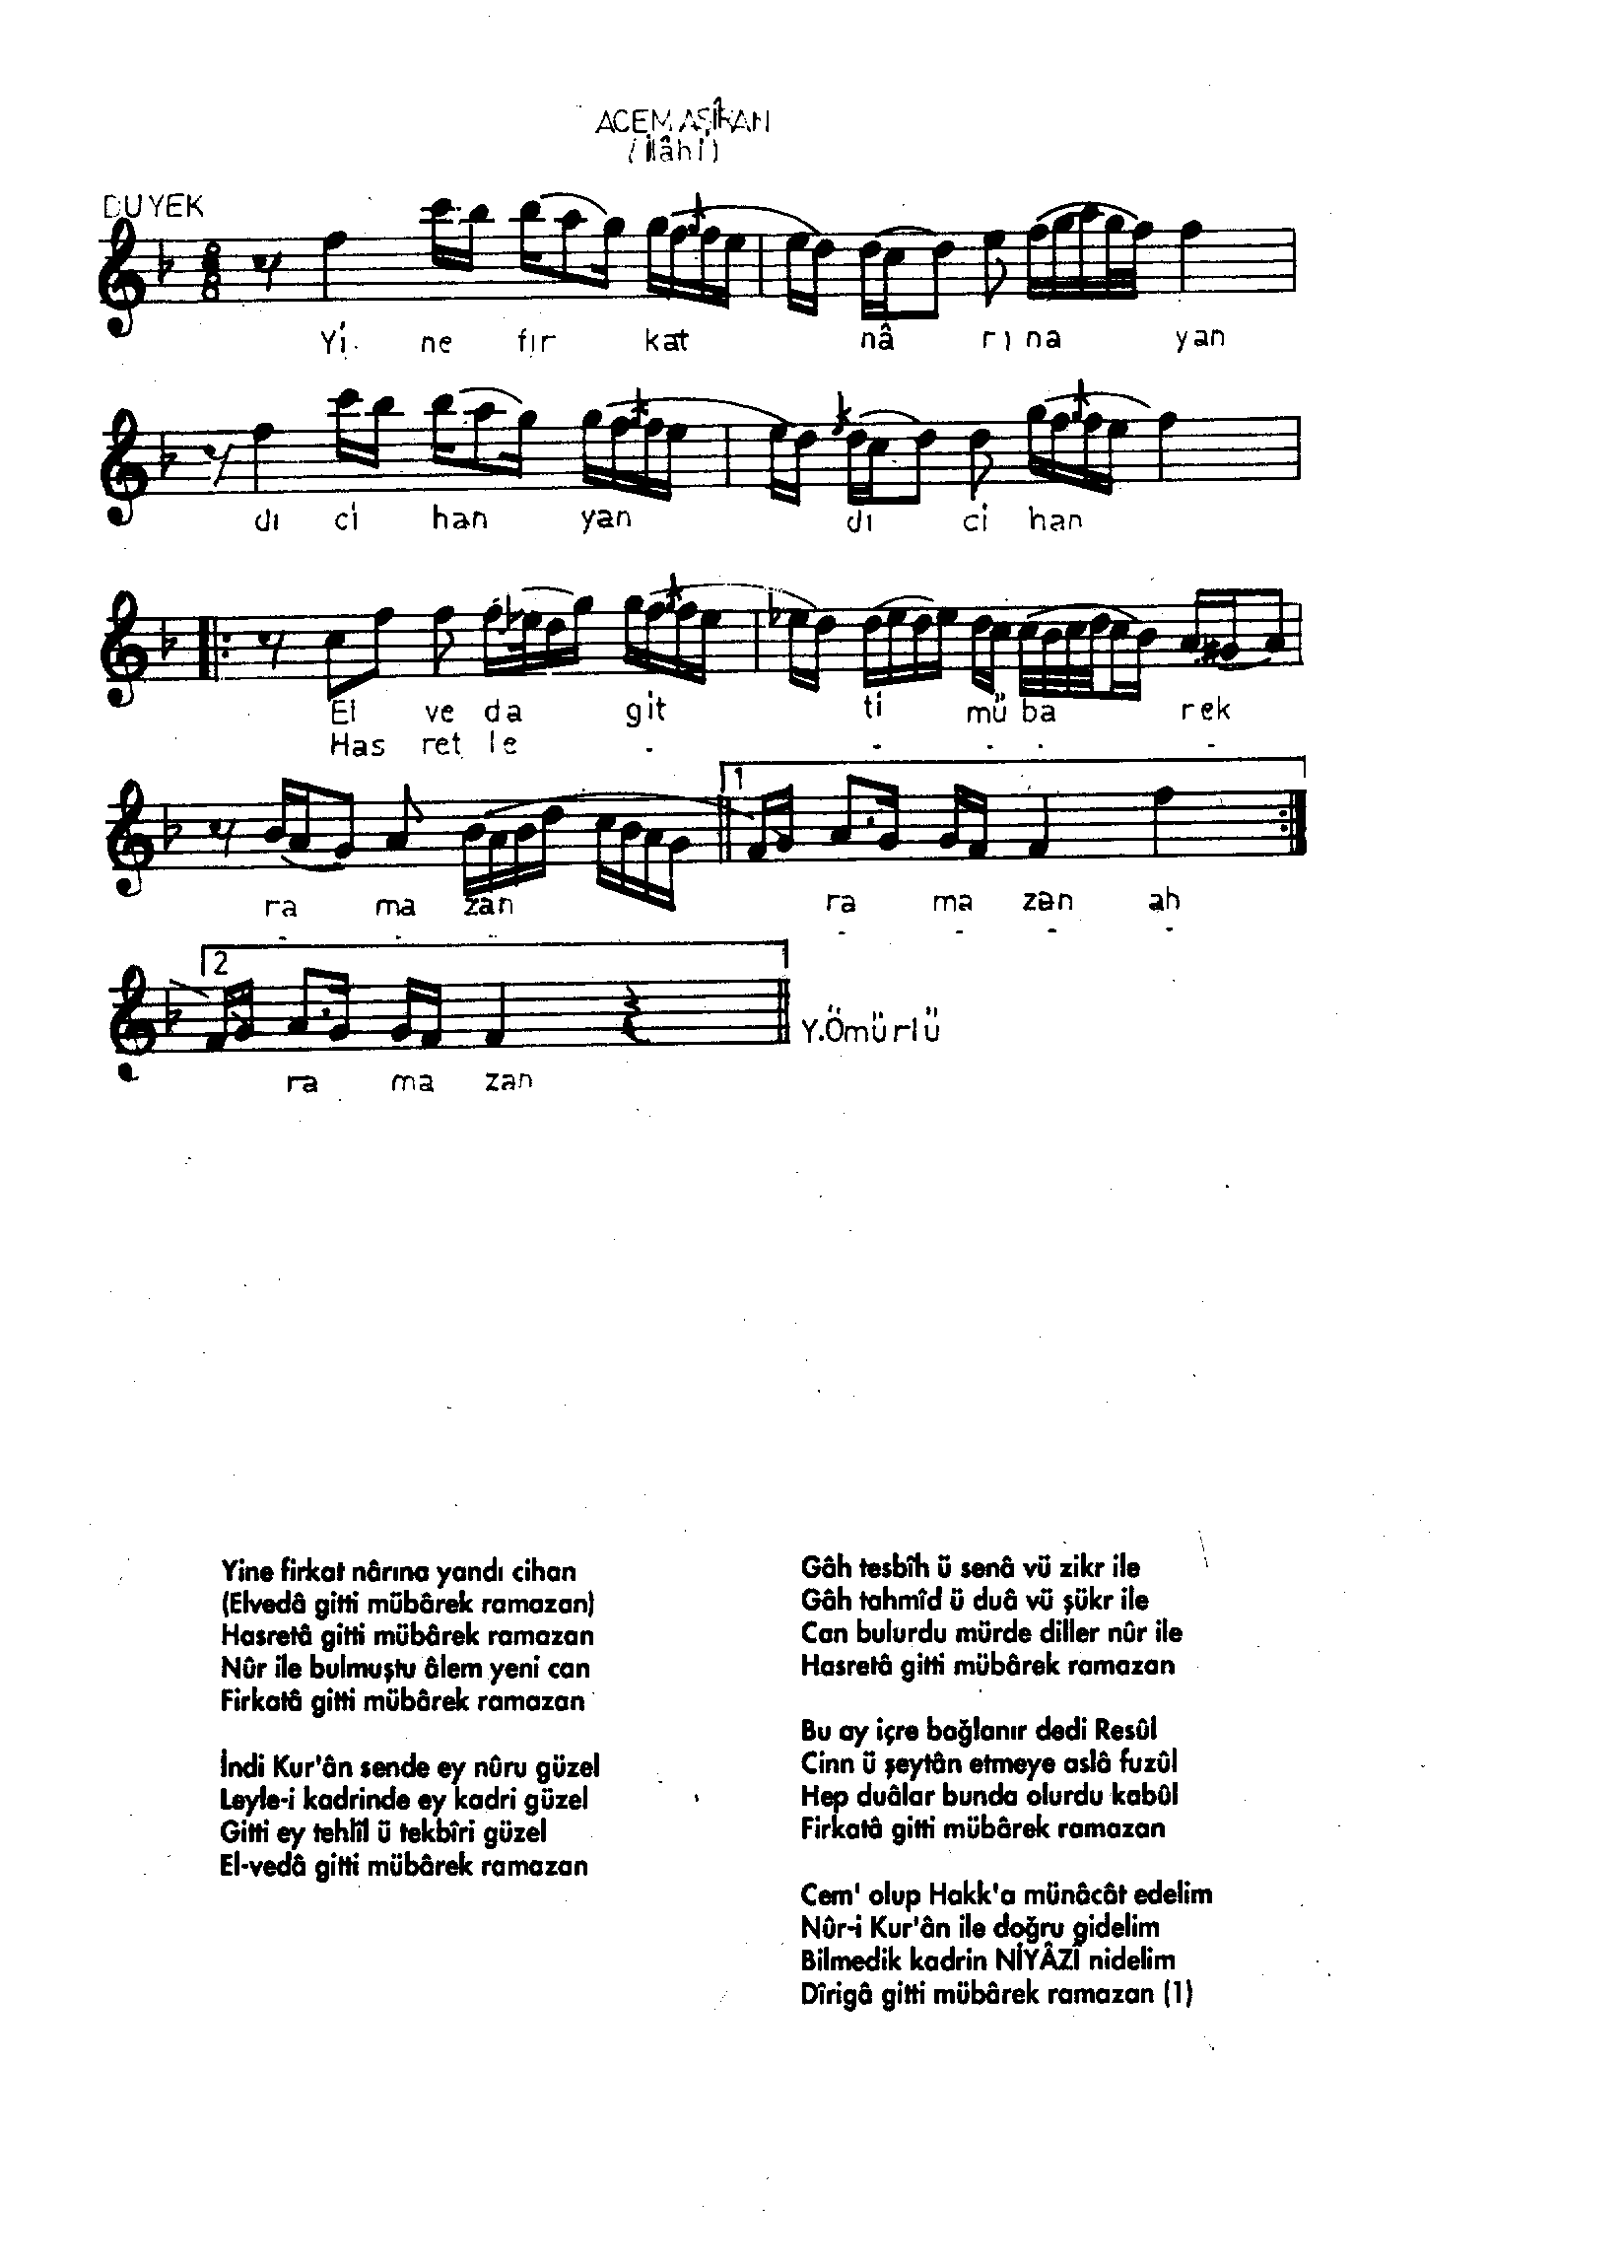 ACEM AŞÎRAN
(İlâhi)
DUYEK
8
8
Yi ne fır kat nâ rı na yan
dı ci han yan dı ci han
El ve da git ti mü ba rek
Has ret le - - - - -
1
ra ma zan ra ma zan ah
- - - - - - -
2
Y.Ömürlü
ra ma zan
Yine firkat nârına yandı cihan
(Elvedâ gitti mübârek ramazan)
Hasretâ gitti mübârek ramazan
Nûr ile bulmuştu âlem yeni can
Firkatâ gitti mübârek ramazan
İndi Kur'ân sende ey nûru güzel
Leyle-i kadrinde ey kadri güzel
Gitti ey tehlîl ü tekbîri güzel
El-vedâ gitti mübârek ramazan
Gâh tesbîh ü senâ vü zikr ile
Gâh tahmîd ü duâ vü şükr ile
Can bulurdu mürde diller nûr ile
Hasretâ gitti mübârek ramazan
Bu ay içre bağlanır dedi Resûl
Cinn ü şeytân etmeye aslâ fuzûl
Hep duâlar bunda olurdu kabûl
Firkatâ gitti mübârek ramazan
Cem' olup Hakk'a münâcât edelim
Nûr-i Kur'ân ile doğru gidelim
Bilmedik kadrin NİYÂZÎ nidelim
Dîrigâ gitti mübârek ramazan (1)